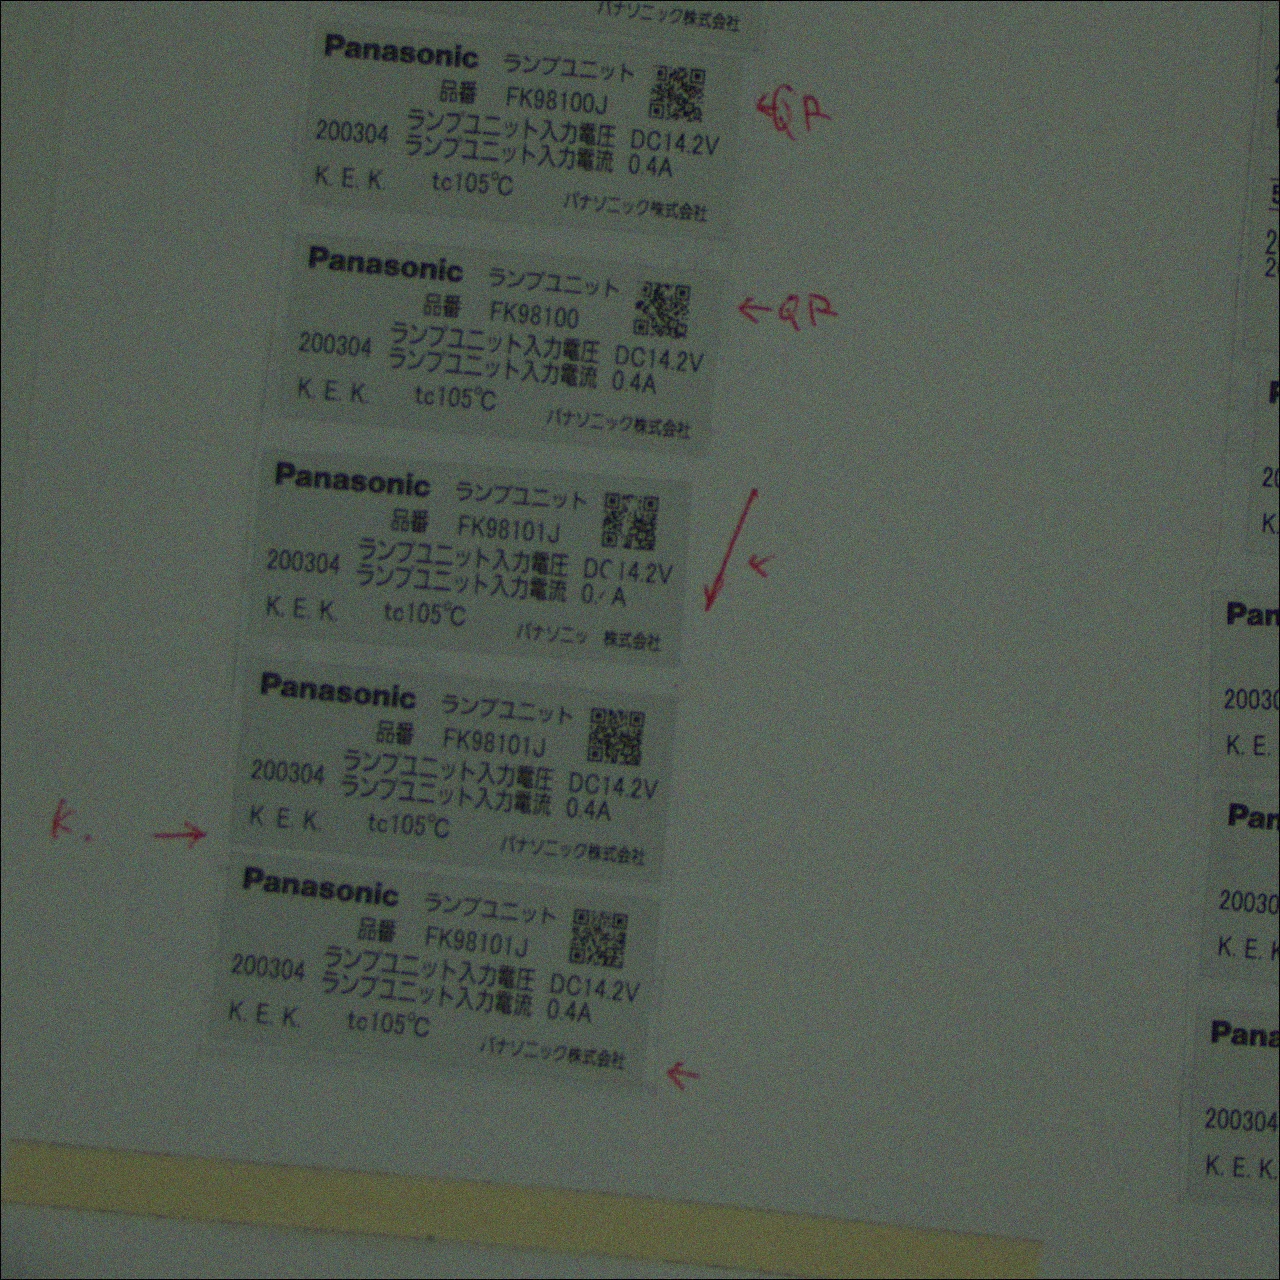 パナソニック株式会社
Panasonic ランプユニット
品番 FK98100J
ランプユニット入力電圧 DC14.2V
200304 ランプユニット入力電流 0.4A
K. E. K. tc105℃
パナソニック株式会社
←QR
Panasonic ランプユニット
品番 FK98100
ランプユニット入力電圧 DC14.2V
200304 ランプユニット入力電流 0.4A
K. E. K. tc105℃
パナソニック株式会社
←QR
Panasonic ランプユニット
品番 FK98101J
ランプユニット入力電圧 DC14.2V
200304 ランプユニット入力電流 0. A
K. E. K. tc105℃
パナソニッ 株式会社
Panasonic ランプユニット
品番 FK98101J
ランプユニット入力電圧 DC14.2V
200304 ランプユニット入力電流 0.4A
K E. K. tc105℃
パナソニック株式会社
K. →
Panasonic ランプユニット
品番 FK98101J
ランプユニット入力電圧 DC14.2V
200304 ランプユニット入力電流 0.4A
K. E. K. tc105℃
パナソニック株式会社
←
Pan
20030
K. E.
Pan
20030
K. E. K
Pana
200304
K. E. K.